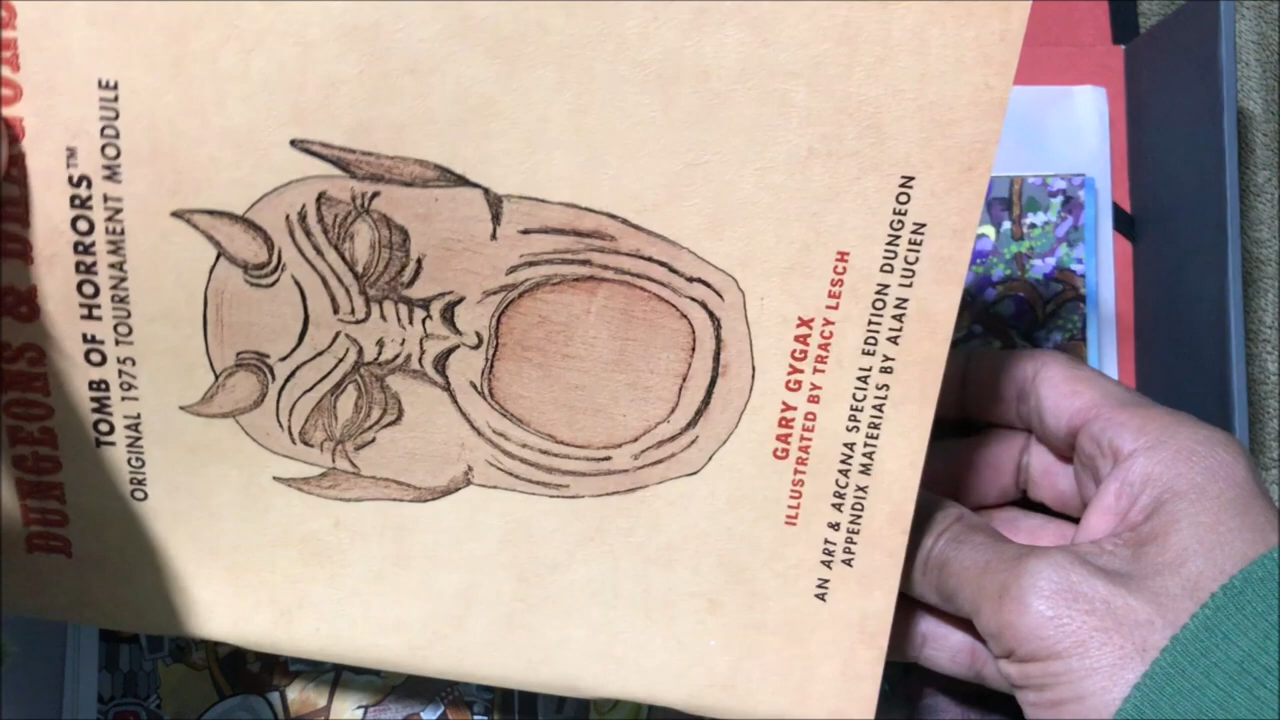 DUNGEONS & DRAGONS
TOMB OF HORRORS™
ORIGINAL 1975 TOURNAMENT MODULE
GARY GYGAX
ILLUSTRATED BY TRACY LESCH
AN ART & ARCANA SPECIAL EDITION DUNGEON
APPENDIX MATERIALS BY ALAN LUCIEN